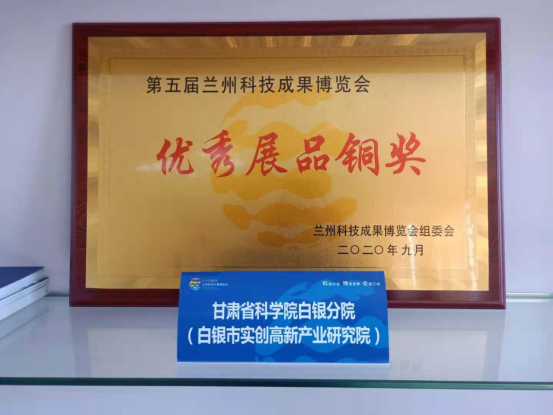 第五届兰州科技成果博览会
优秀展品铜奖
兰州科技成果博览会组委会
二〇二〇年九月
甘肃省科学院白银分院
（白银市实创高新产业研究院）